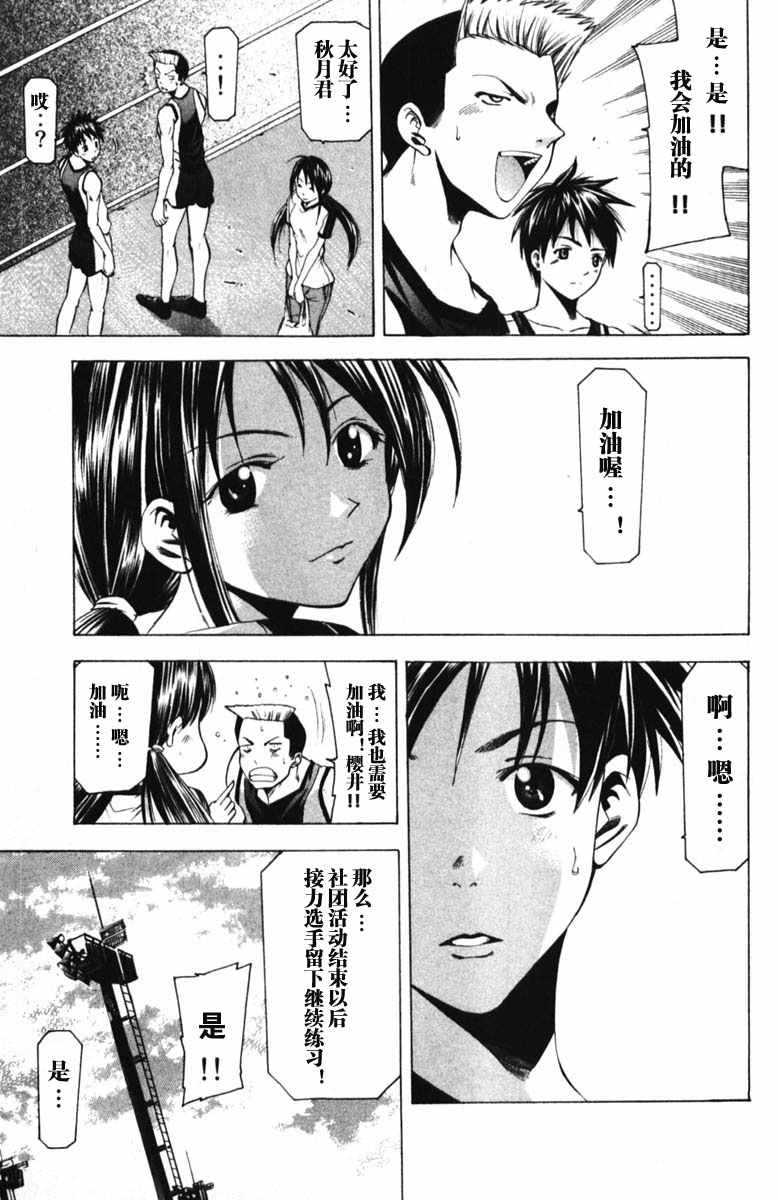 是…是!!
我会加油的!!
……
太好了…
秋月君
…!
哎…?
加油喔…!
啊…嗯……
我…我也需要
加油啊!樱井!!
呃…嗯…
加油……
那么…
社团活动结束以后
接力选手留下继续练习!
是!!
是…